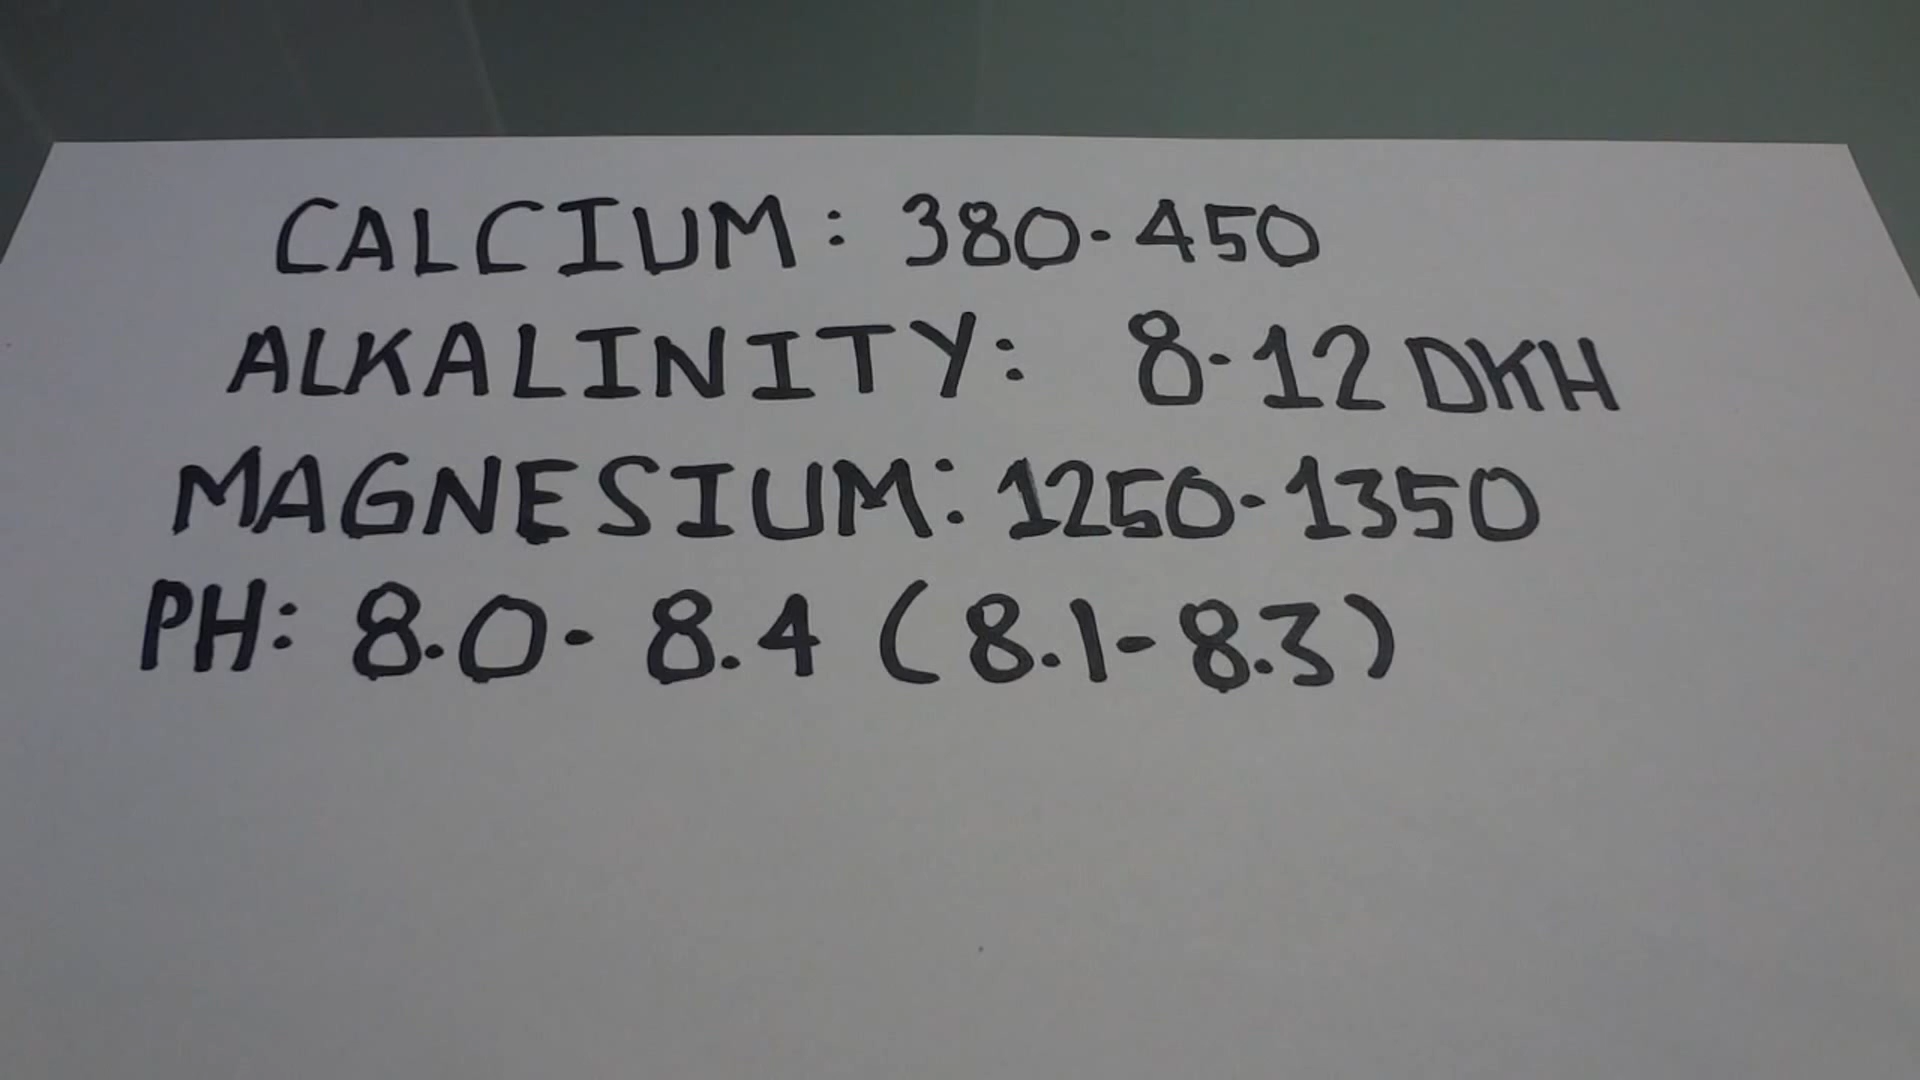 CALCIUM: 380-450
ALKALINITY: 8-12 DKH
MAGNESIUM: 1250-1350
PH: 8.0-8.4 (8.1-8.3)